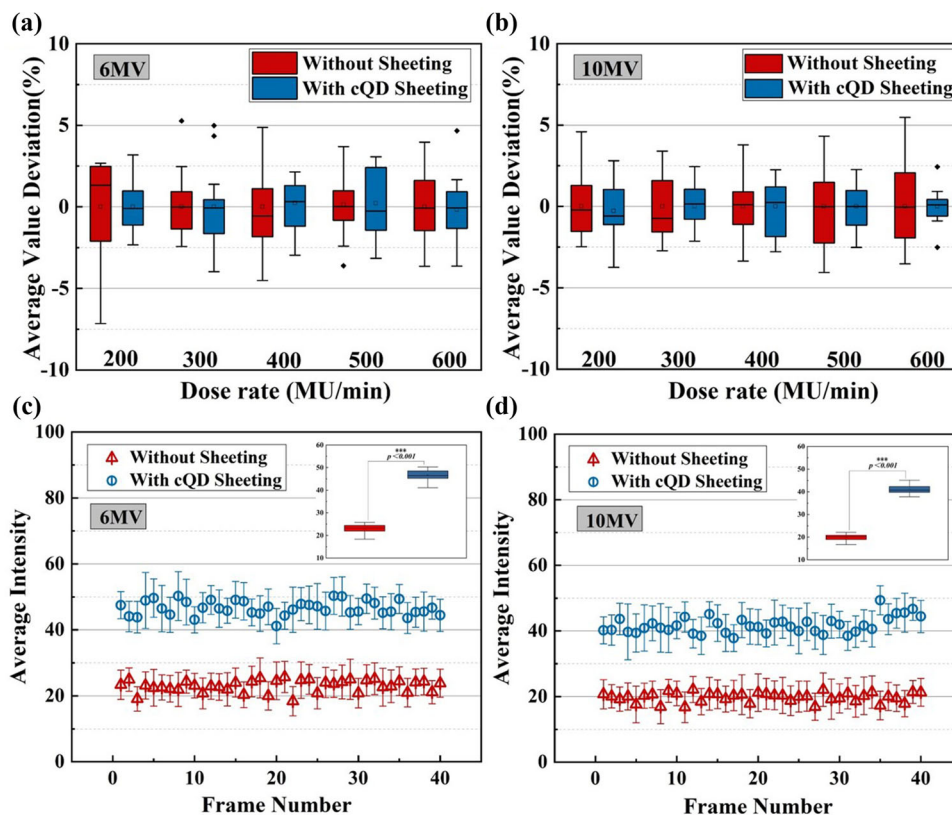 (a)
10
6MV
Without Sheeting
With cQD Sheeting
5
0
-5
-10
Average Value Deviation(%)
200 300 400 500 600
Dose rate (MU/min)
(b)
10
10MV
Without Sheeting
With cQD Sheeting
5
0
-5
-10
Average Value Deviation(%)
200 300 400 500 600
Dose rate (MU/min)
(c)
100
80
60
40
20
0
Average Intensity
Without Sheeting
With cQD Sheeting
6MV
60
50
40
30
20
10
***
p <0.001
0 10 20 30 40
Frame Number
(d)
100
80
60
40
20
0
Average Intensity
Without Sheeting
With cQD Sheeting
10MV
60
50
40
30
20
10
***
p <0.001
0 10 20 30 40
Frame Number